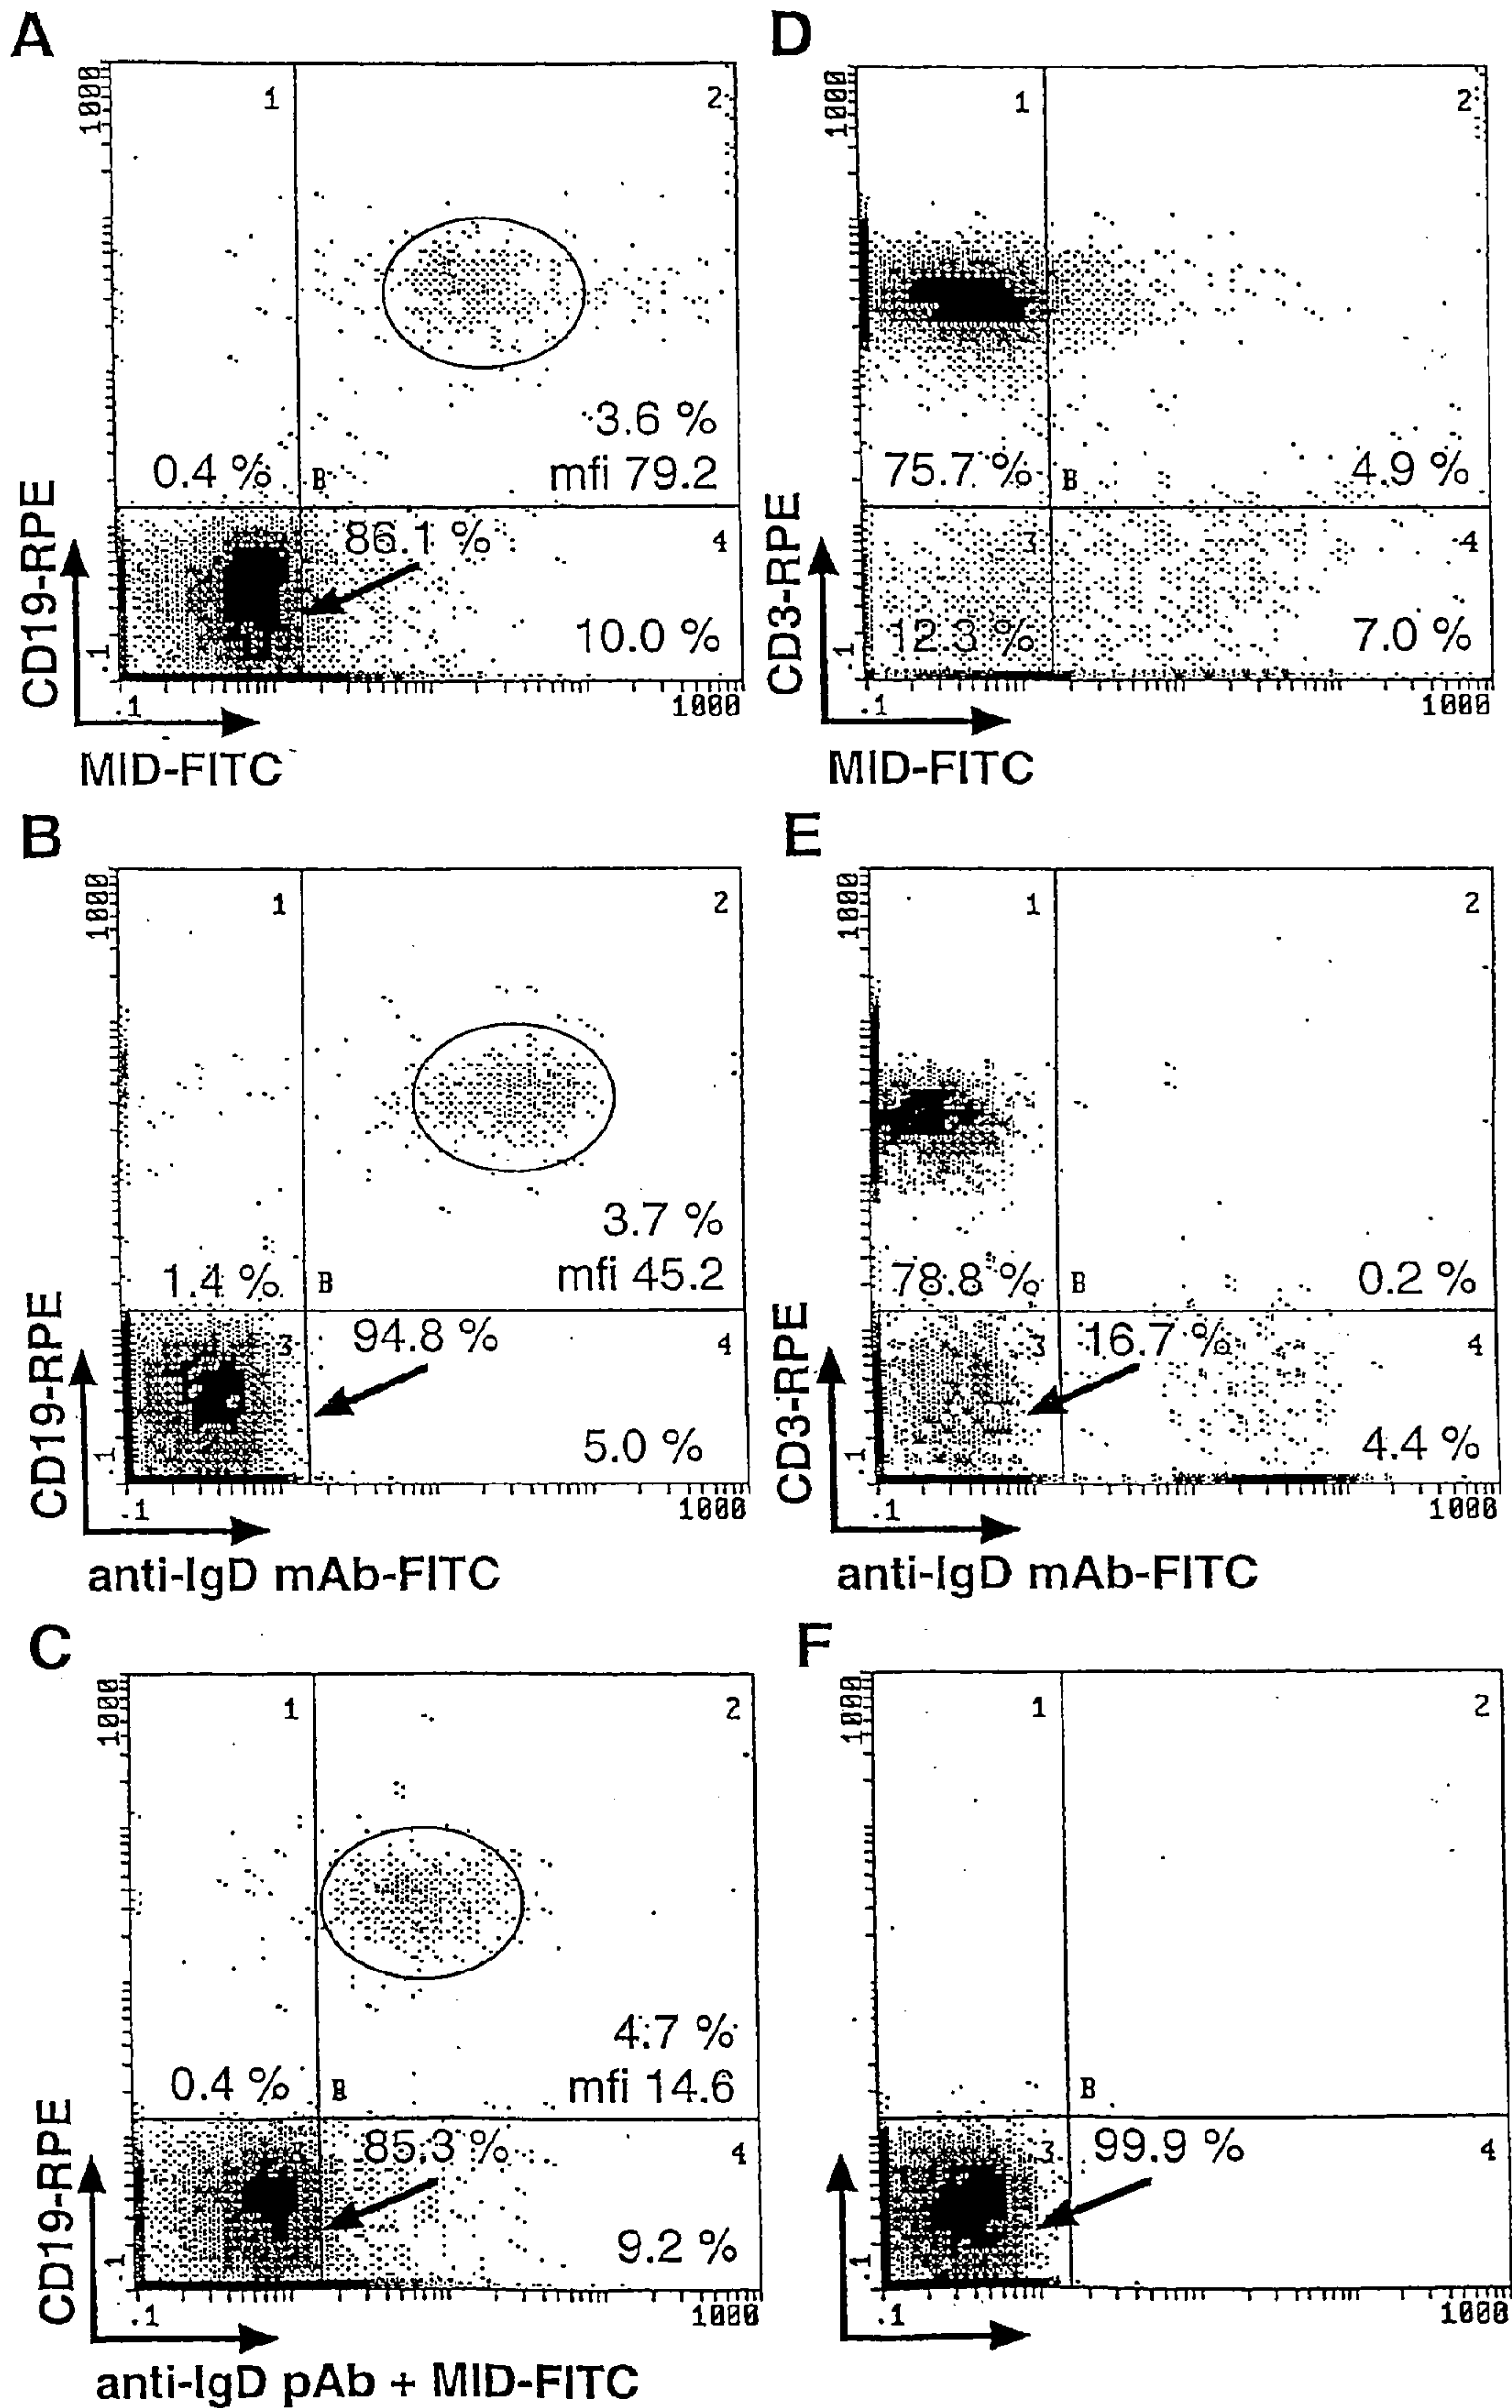 A
1000
1
2
3.6 %
0.4 %
B
mfi 79.2
86.1 %
4
10.0 %
.1
CD19-RPE
.1
1000
MID-FITC
D
1000
1
2
75.7 %
B
4.9 %
3
4
12.3 %
7.0 %
.1
CD3-RPE
.1
1000
MID-FITC
B
1000
1
2
3.7 %
1.4 %
B
mfi 45.2
3
94.8 %
4
5.0 %
.1
CD19-RPE
.1
1000
anti-IgD mAb-FITC
E
1000
1
2
78.8 %
B
0.2 %
3
16.7 %
4
4.4 %
.1
CD3-RPE
.1
1000
anti-IgD mAb-FITC
C
1000
1
2
4.7 %
0.4 %
B
mfi 14.6
85.3 %
4
9.2 %
.1
CD19-RPE
.1
1000
anti-IgD pAb + MID-FITC
F
1000
1
2
B
3
99.9 %
4
.1
.1
1000